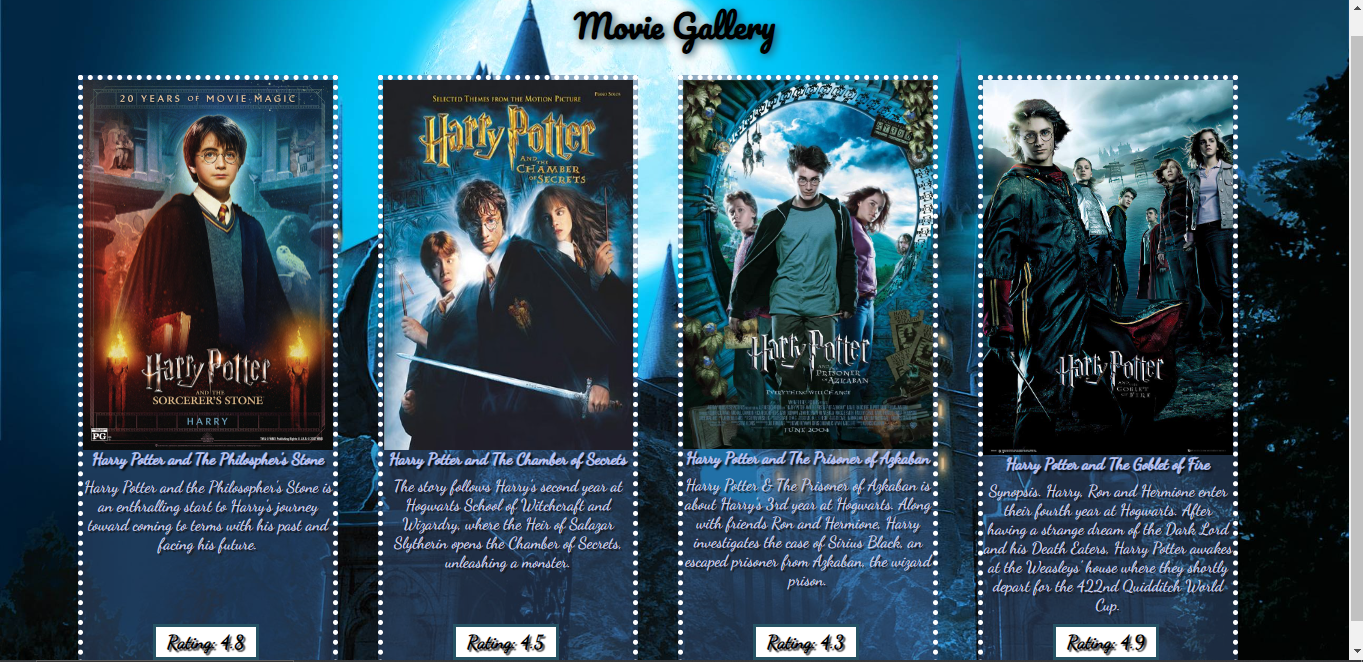 Movie Gallery
20 YEARS OF MOVIE MAGIC
Harry Potter
AND THE
SORCERER'S STONE
HARRY
PG
Harry Potter and The Philospher's Stone
Harry Potter and the Philosopher's Stone is
an enthralling start to Harry's journey
toward coming to terms with his past and
facing his future.
Rating: 4.8
SELECTED THEMES FROM THE MOTION PICTURE
PIANO SOLOS
Harry Potter
AND THE
CHAMBER
OF SECRETS
Harry Potter and The Chamber of Secrets
The story follows Harry's second year at
Hogwarts School of Witchcraft and
Wizardry, where the Heir of Salazar
Slytherin opens the Chamber of Secrets,
unleashing a monster.
Rating: 4.5
Harry Potter
AND THE
PRISONER
OF AZKABAN
EVERYTHING WILL CHANGE
JUNE 2004
Harry Potter and The Prisoner of Azkaban
Harry Potter & The Prisoner of Azkaban is
about Harry's 3rd year at Hogwarts. Along
with friends Ron and Hermione, Harry
investigates the case of Sirius Black, an
escaped prisoner from Azkaban, the wizard
prison.
Rating: 4.3
Harry Potter
AND THE
GOBLET
OF FIRE
Harry Potter and The Goblet of Fire
Synopsis. Harry, Ron and Hermione enter
their fourth year at Hogwarts. After
having a strange dream of the Dark Lord
and his Death Eaters, Harry Potter awakes
at the Weasleys' house where they shortly
depart for the 422nd Quidditch World
Cup.
Rating: 4.9